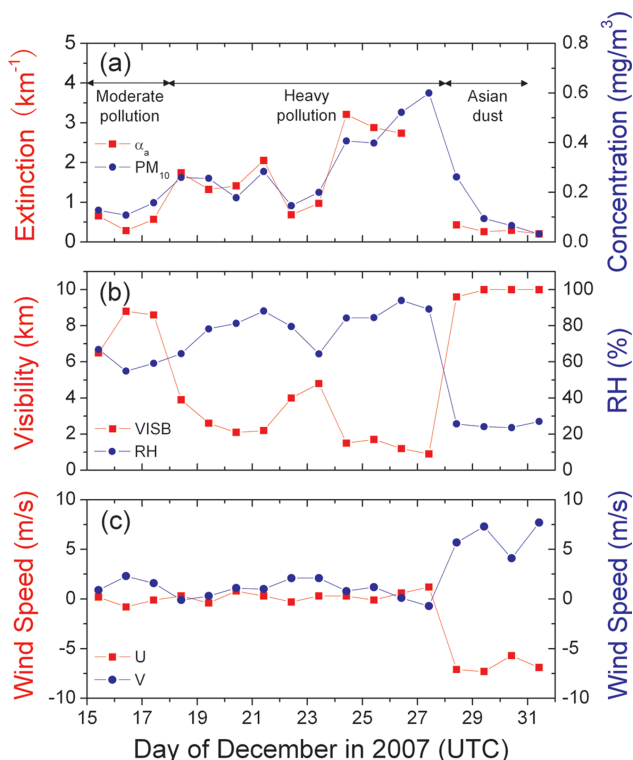 (a)
Extinction (km-1)
5
4
3
2
1
0
Moderate
pollution
Heavy
pollution
Asian
dust
αa
PM10
0.8
0.6
0.4
0.2
0.0
Concentration (mg/m3)
(b)
Visibility (km)
10
8
6
4
2
0
VISB
RH
100
80
60
40
20
0
RH (%)
(c)
Wind Speed (m/s)
10
5
0
-5
-10
U
V
10
5
0
-5
-10
Wind Speed (m/s)
15 17 19 21 23 25 27 29 31
Day of December in 2007 (UTC)